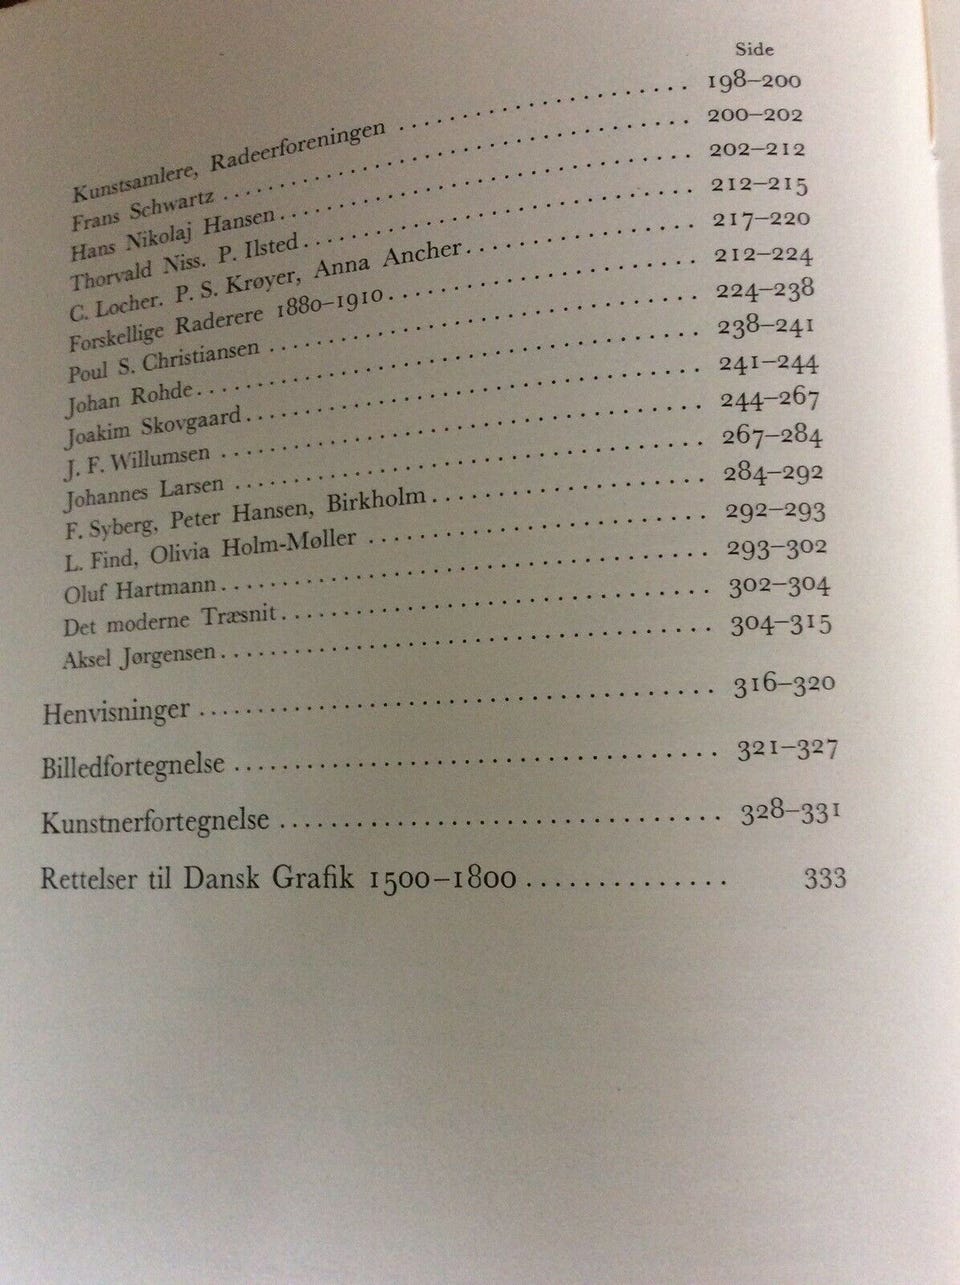 Side
Kunstsamlere, Radeerforeningen ........................ 198–200
Frans Schwartz ........................................ 200–202
Hans Nikolaj Hansen .................................... 202–212
Thorvald Niss. P. Ilsted ................................ 212–215
C. Locher. P. S. Krøyer, Anna Ancher .................. 217–220
Forskellige Raderere 1880–1910 ........................ 212–224
Poul S. Christiansen ................................... 224–238
Johan Rohde ........................................... 238–241
Joakim Skovgaard ...................................... 241–244
J. F. Willumsen ........................................ 244–267
Johannes Larsen ....................................... 267–284
F. Syberg, Peter Hansen, Birkholm ..................... 284–292
L. Find, Olivia Holm-Møller ............................ 292–293
Oluf Hartmann ......................................... 293–302
Det moderne Træsnit ................................... 302–304
Aksel Jørgensen ........................................ 304–315
Henvisninger .......................................... 316–320
Billedfortegnelse ...................................... 321–327
Kunstnerfortegnelse ................................... 328–331
Rettelser til Dansk Grafik 1500–1800 .............. 333